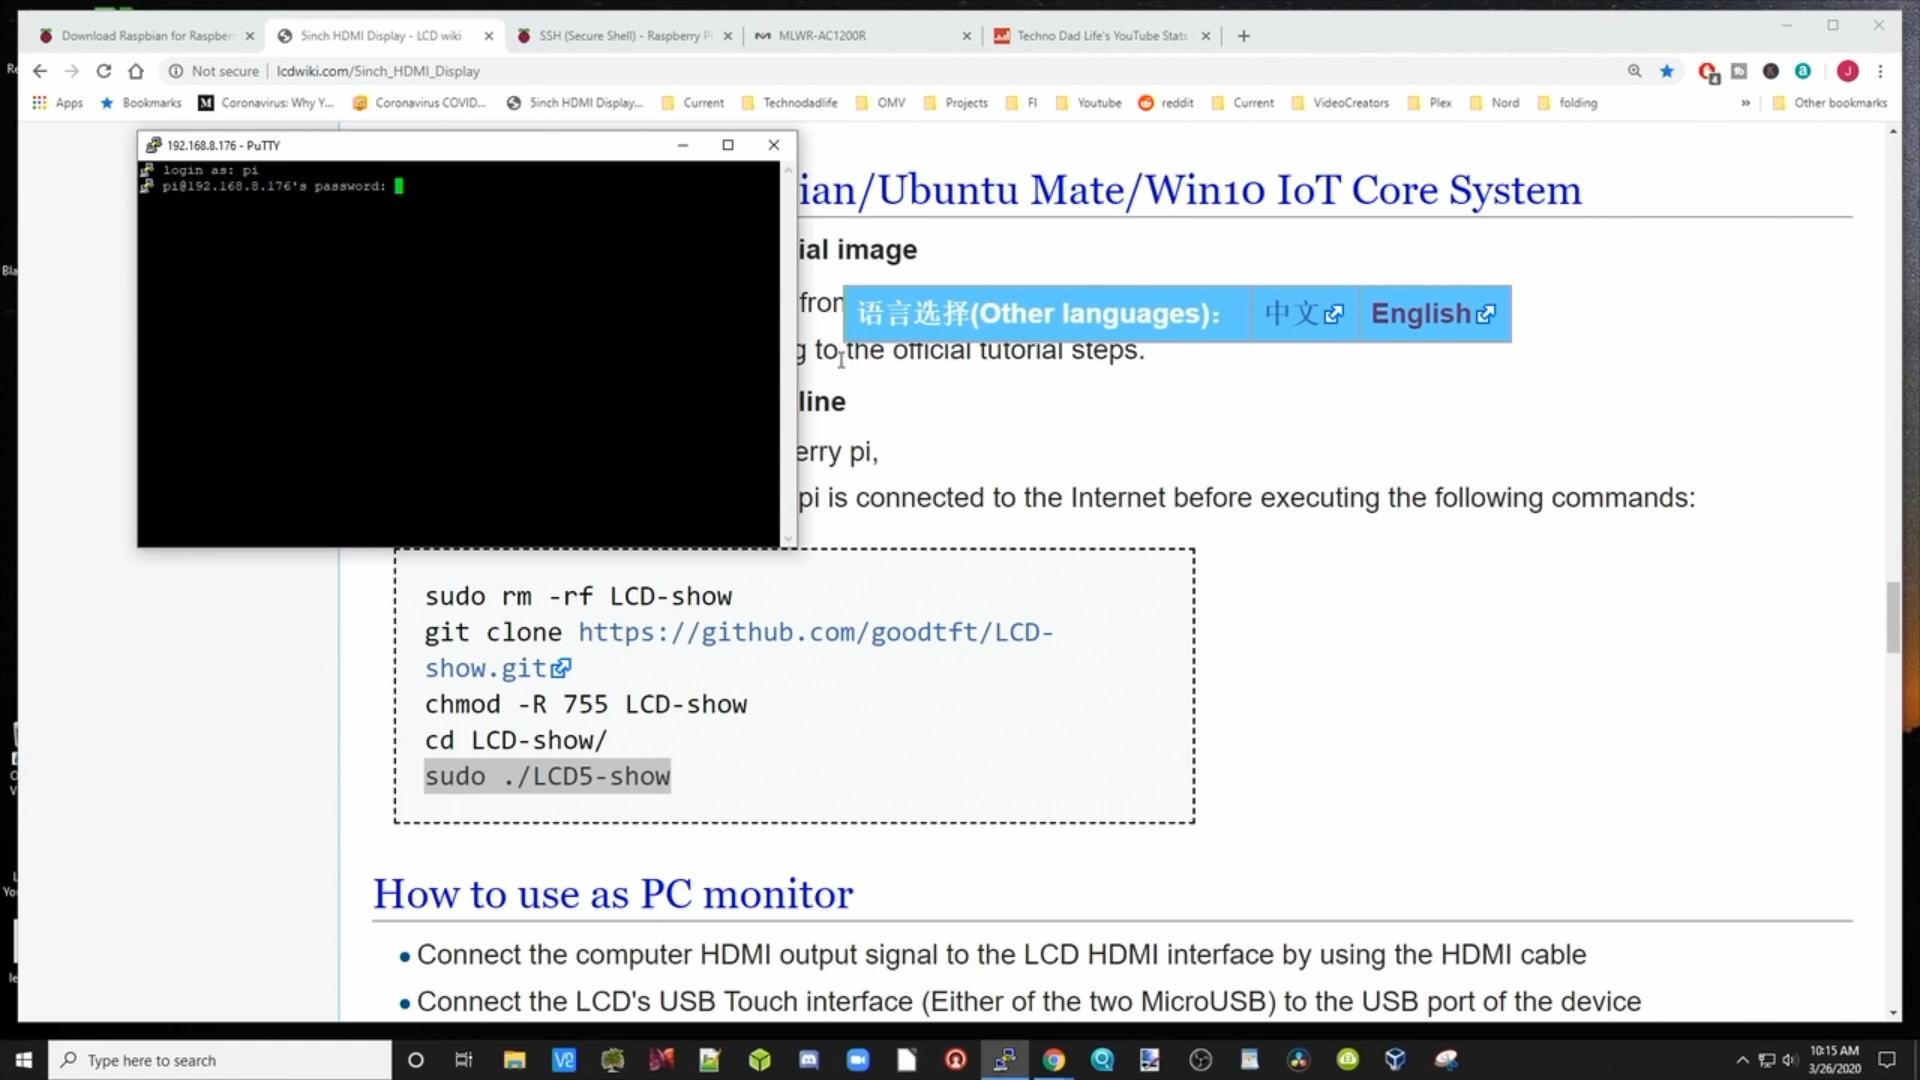 Download Raspbian for Raspber
5inch HDMI Display - LCD wiki
SSH (Secure Shell) - Raspberry P
MLWR-AC1200R
Techno Dad Life's YouTube Stats
Not secure
lcdwiki.com/5inch_HDMI_Display
J
4
Apps
Bookmarks
Coronavirus: Why Y...
Coronavirus COVID...
5inch HDMI Display...
Current
Technodadlife
OMV
Projects
FI
Youtube
reddit
Current
VideoCreators
Plex
Nord
folding
Other bookmarks
192.168.8.176 - PuTTY
login as: pi
pi@192.168.8.176's password:
ian/Ubuntu Mate/Win10 IoT Core System
ial image
from
语言选择(Other languages)：
中文
English
g to the official tutorial steps.
line
erry pi,
pi is connected to the Internet before executing the following commands:
sudo rm -rf LCD-show
git clone https://github.com/goodtft/LCD-
show.git
chmod -R 755 LCD-show
cd LCD-show/
sudo ./LCD5-show
How to use as PC monitor
Connect the computer HDMI output signal to the LCD HDMI interface by using the HDMI cable
Connect the LCD's USB Touch interface (Either of the two MicroUSB) to the USB port of the device
Type here to search
10:15 AM
3/26/2020